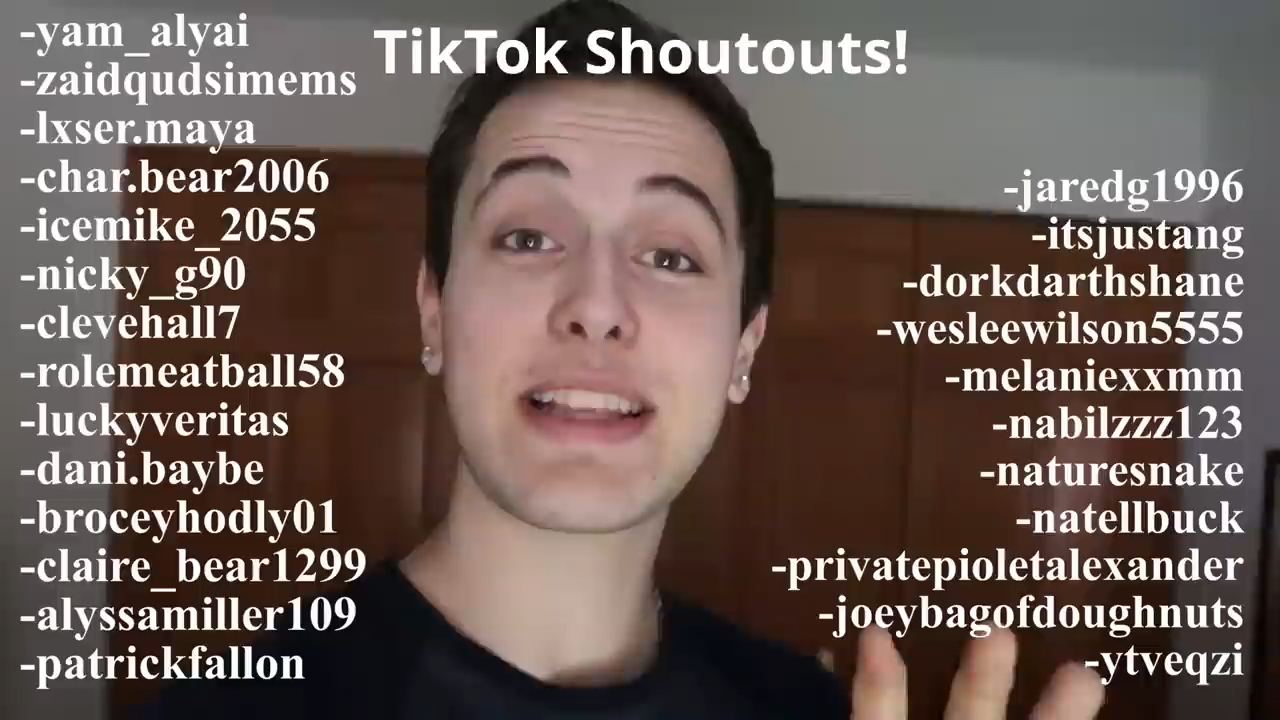 TikTok Shoutouts!
-yam_alyai
-zaidqudsimems
-lxser.maya
-char.bear2006
-icemike_2055
-nicky_g90
-clevehall7
-rolemeatball58
-luckyveritas
-dani.baybe
-broceyhodly01
-claire_bear1299
-alyssamiller109
-patrickfallon
-jaredg1996
-itsjustang
-dorkdarthshane
-wesleewilson5555
-melaniexxmm
-nabilzzz123
-naturesnake
-natellbuck
-privatepioletalexander
-joeybagofdoughnuts
-ytveqzi